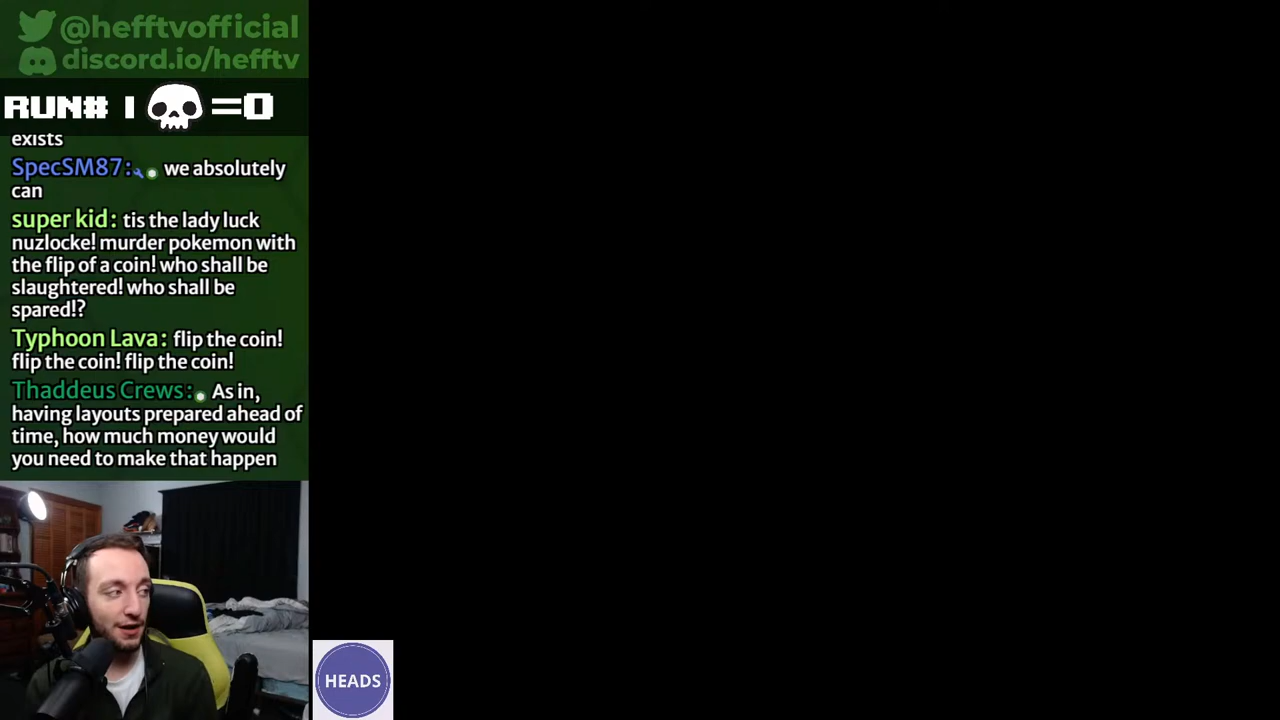 @hefftvofficial
discord.io/hefftv
RUN# 1 =0
exists
SpecSM87: we absolutely
can
super kid: tis the lady luck
nuzlocke! murder pokemon with
the flip of a coin! who shall be
slaughtered! who shall be
spared!?
Typhoon Lava: flip the coin!
flip the coin! flip the coin!
Thaddeus Crews: As in,
having layouts prepared ahead of
time, how much money would
you need to make that happen
HEADS